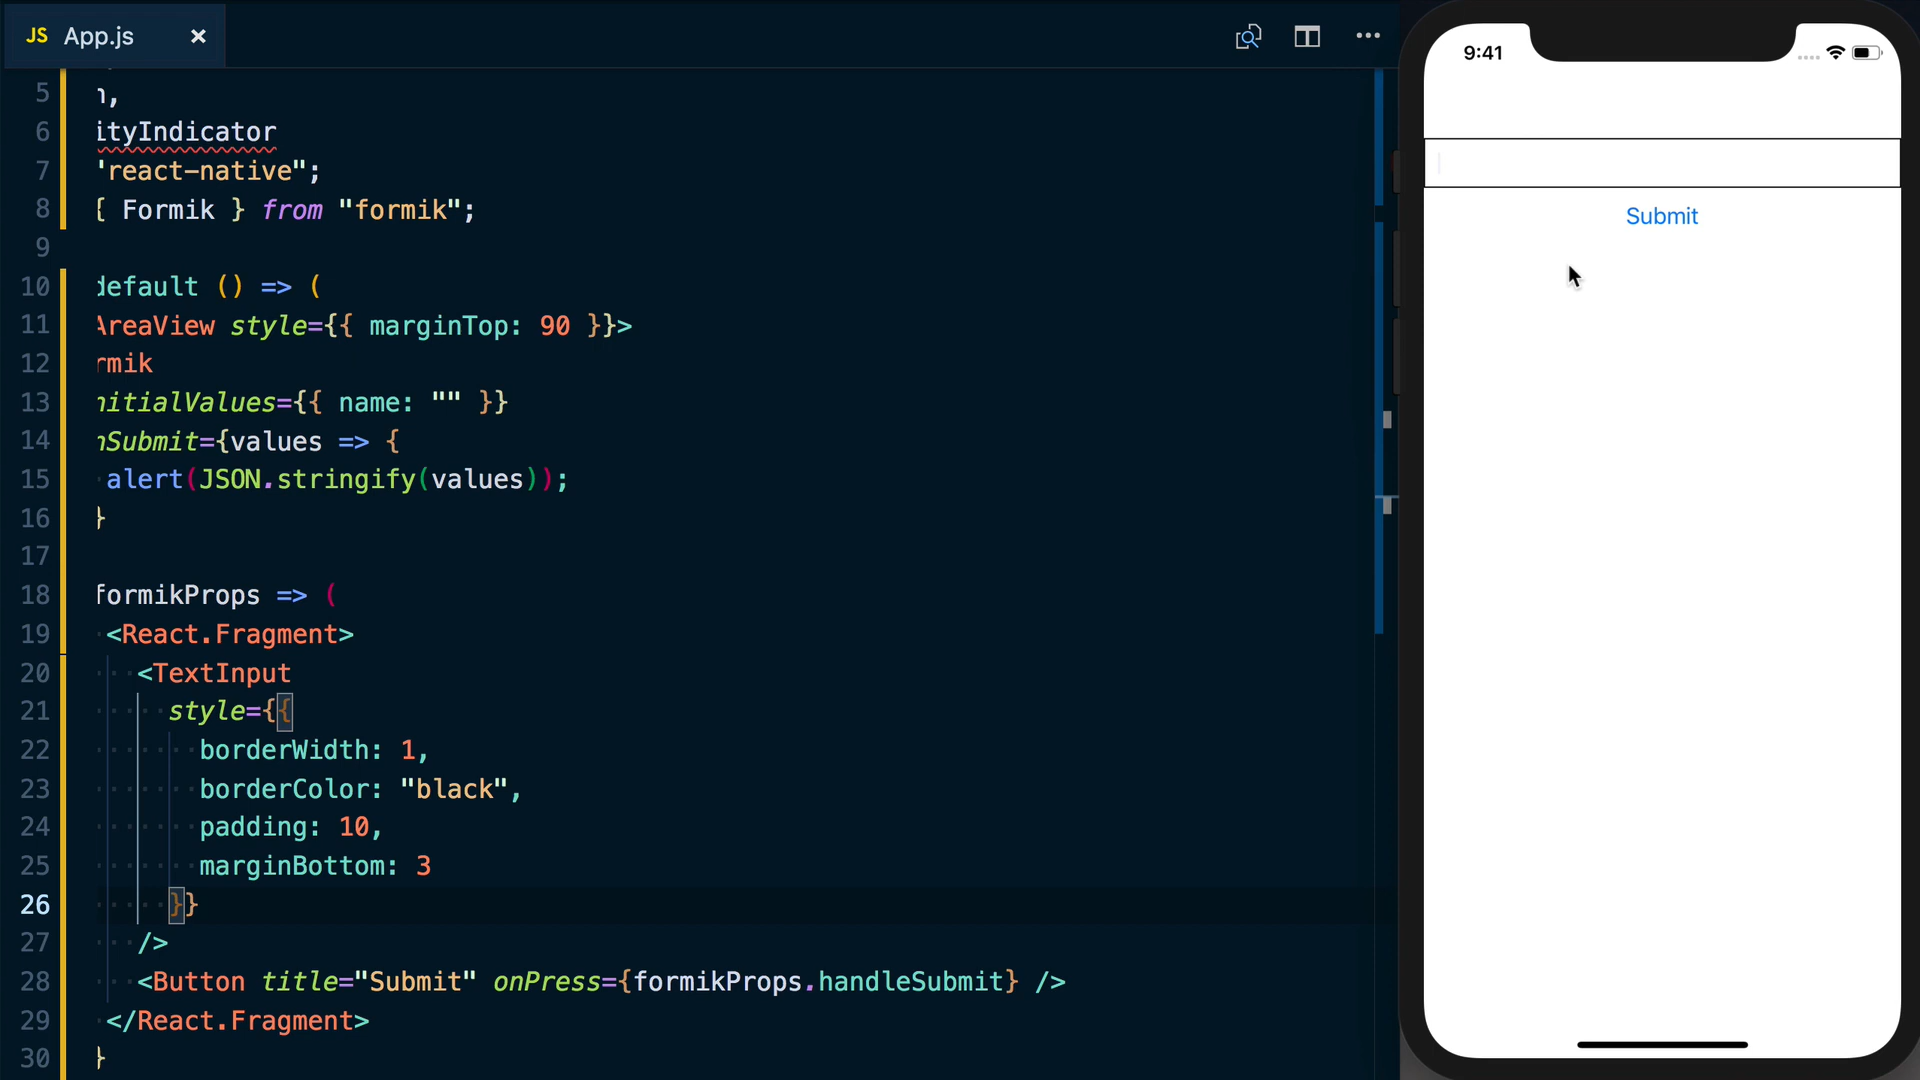 JS App.js ×
5 n,
6 ityIndicator
7 "react-native";
8 { Formik } from "formik";
9
10 default () => (
11 AreaView style={{ marginTop: 90 }}>
12 rmik
13 nitialValues={{ name: "" }}
14 nSubmit={values => {
15 alert(JSON.stringify(values));
16 }
17
18 formikProps => (
19 <React.Fragment>
20 <TextInput
21 style={{
22 borderWidth: 1,
23 borderColor: "black",
24 padding: 10,
25 marginBottom: 3
26 }}
27 />
28 <Button title="Submit" onPress={formikProps.handleSubmit} />
29 </React.Fragment>
30 }
9:41
Submit